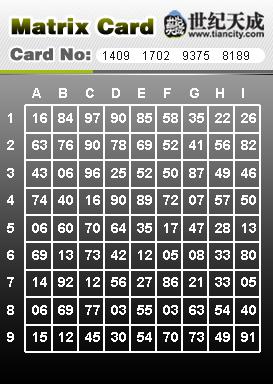 Matrix Card 世纪天成
www.tiancity.com
Card No: 1409 1702 9375 8189
A B C D E F G H I
1 16 84 97 90 85 58 35 22 26
2 63 76 90 78 69 52 41 56 82
3 43 06 96 25 52 50 87 49 46
4 74 40 16 90 89 72 07 57 50
5 06 60 70 64 35 17 47 28 13
6 69 13 73 42 12 05 08 33 80
7 14 92 12 56 27 86 21 33 05
8 06 69 77 03 55 03 63 54 40
9 15 12 45 30 54 70 73 49 91